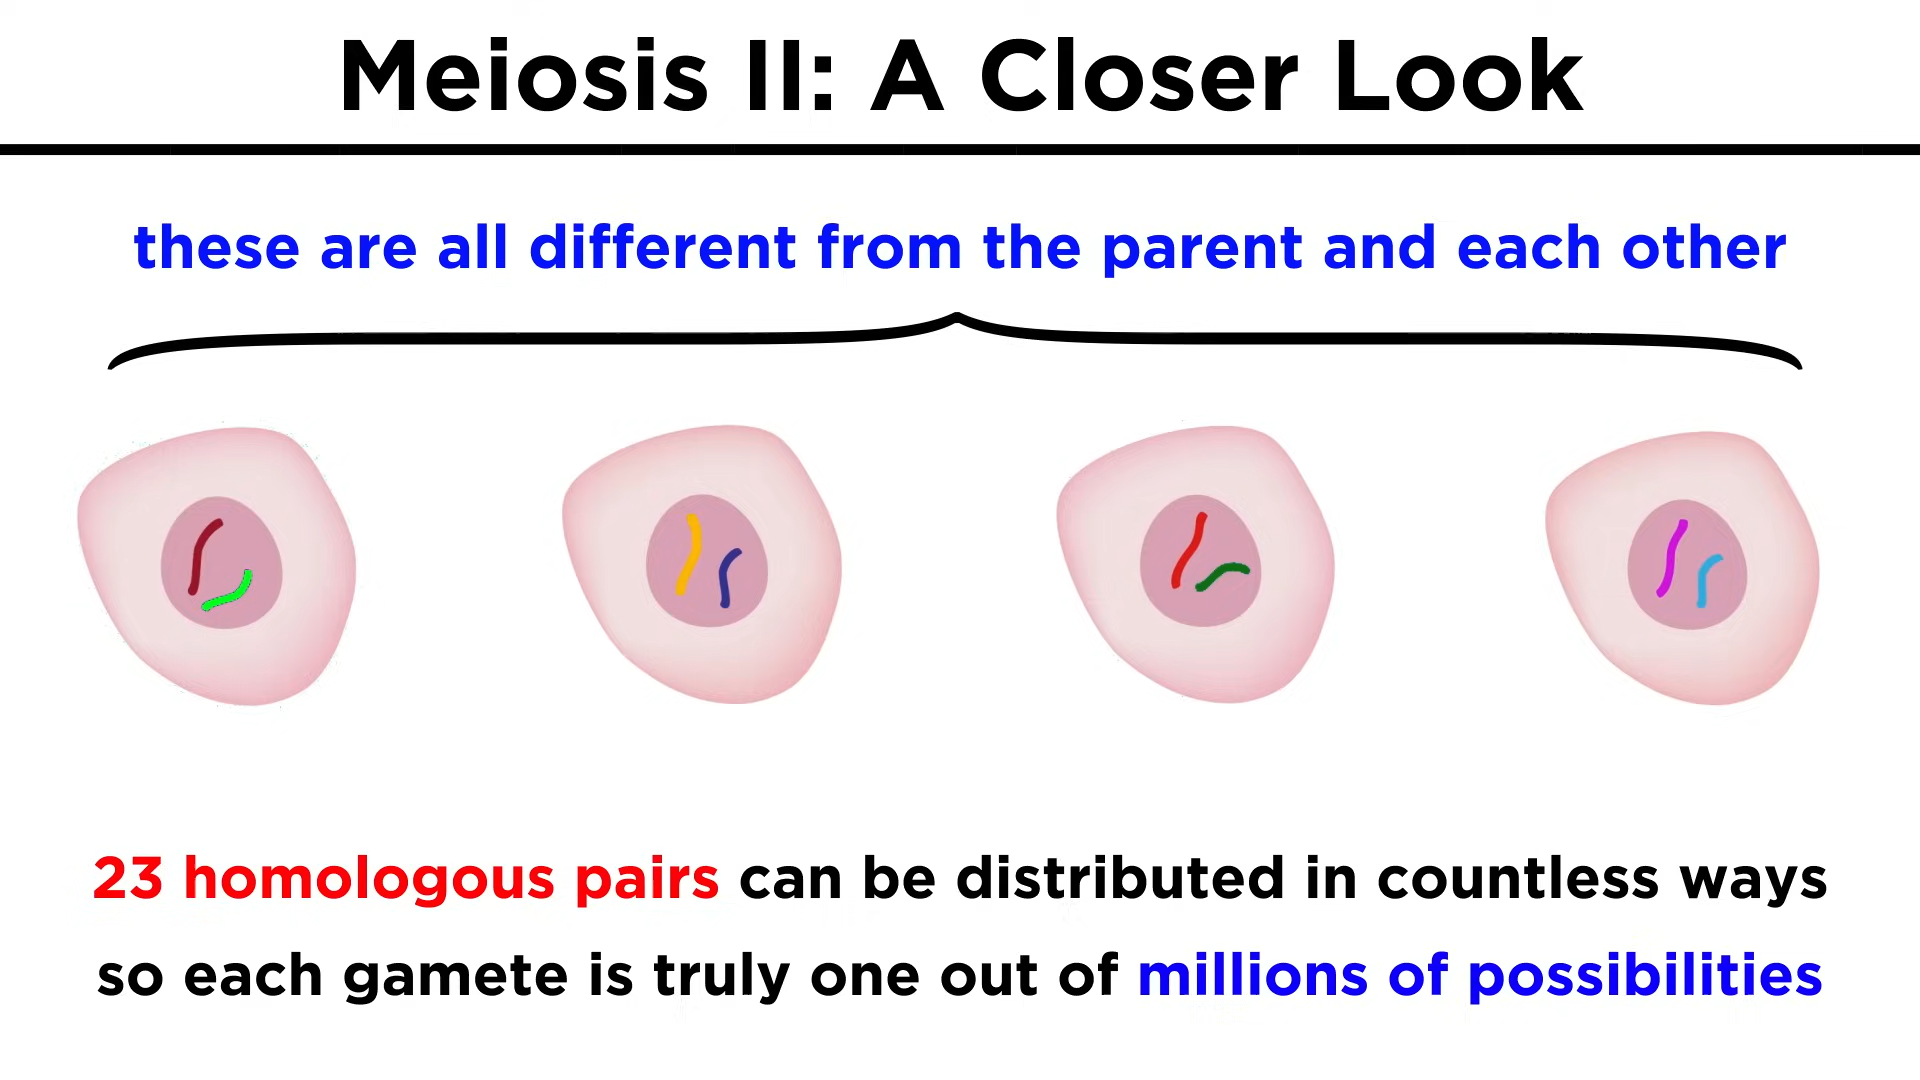 Meiosis II: A Closer Look
these are all different from the parent and each other
23 homologous pairs can be distributed in countless ways
so each gamete is truly one out of millions of possibilities